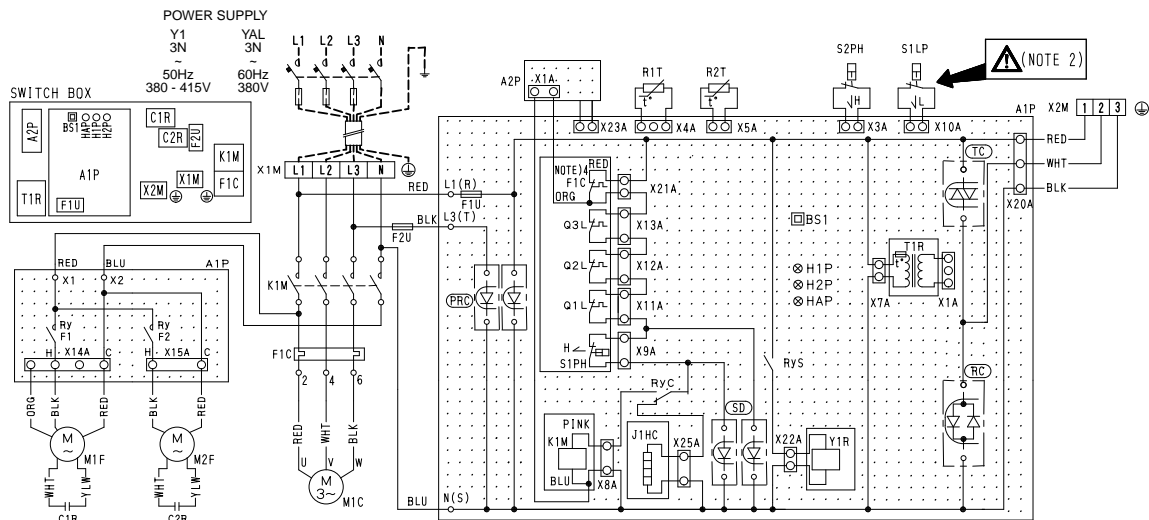 POWER SUPPLY
Y1 YAL
3N 3N
~ ~
50Hz 60Hz
380 - 415V 380V
L1 L2 L3 N
SWITCH BOX
A2P
BS1
HAP
H1P
H2P
C1R
C2R
F2U
K1M
A1P
X1M
X2M
F1C
T1R
F1U
X1M L1 L2 L3 N
RED L1(R)
F1U
BLK L3(T)
F2U
RED BLU A1P
X1 X2
K1M
Ry
F1
Ry
F2
H X14A C H X15A C
F1C
2 4 6
ORG BLK RED BLK RED
RED WHT BLK
U V W
M
~
M1F
M
~
M2F
M
3~
M1C
WHT YLW WHT YLW
C1R C2R
BLU N(S)
A2P X1A
R1T R2T
t° t°
S2PH S1LP
H L
(NOTE 2)
X23A X4A X5A X3A X10A
A1P X2M 1 2 3
RED
WHT
BLK
X20A
TC
NOTE)4
RED
F1C
ORG
X21A
Q3L X13A
Q2L X12A
Q1L X11A
H
S1PH
X9A
PRC
BS1
H1P
H2P
HAP
T1R
X7A X1A
RyS
RyC
RC
SD
PINK
K1M
BLU
X8A
J1HC X25A
X22A Y1R